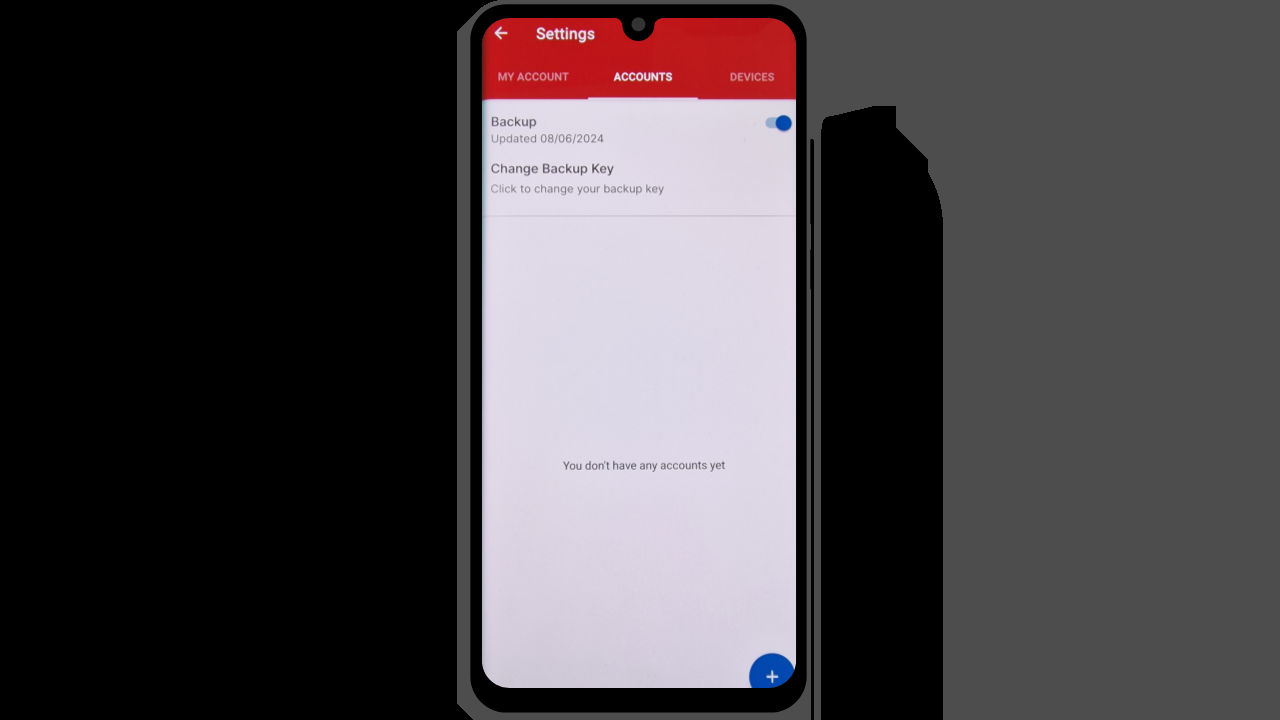 Settings
MY ACCOUNT
ACCOUNTS
DEVICES
Backup
Updated 08/06/2024
Change Backup Key
Click to change your backup key
You don't have any accounts yet